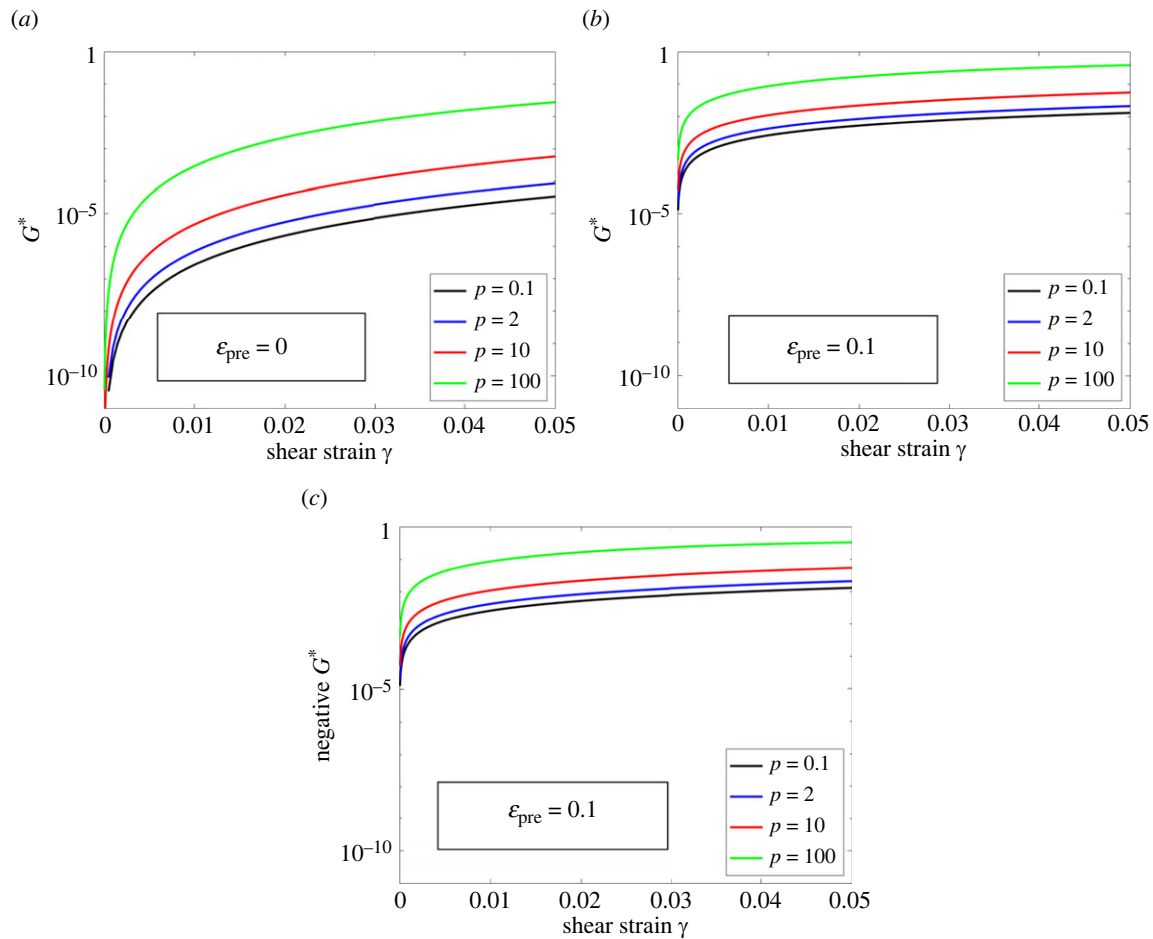 (a)
1
10⁻⁵
10⁻¹⁰
G*
p = 0.1
p = 2
p = 10
p = 100
εpre = 0
0 0.01 0.02 0.03 0.04 0.05
shear strain γ
(b)
1
10⁻⁵
10⁻¹⁰
G*
p = 0.1
p = 2
p = 10
p = 100
εpre = 0.1
0 0.01 0.02 0.03 0.04 0.05
shear strain γ
(c)
1
10⁻⁵
10⁻¹⁰
negative G*
p = 0.1
p = 2
p = 10
p = 100
εpre = 0.1
0 0.01 0.02 0.03 0.04 0.05
shear strain γ